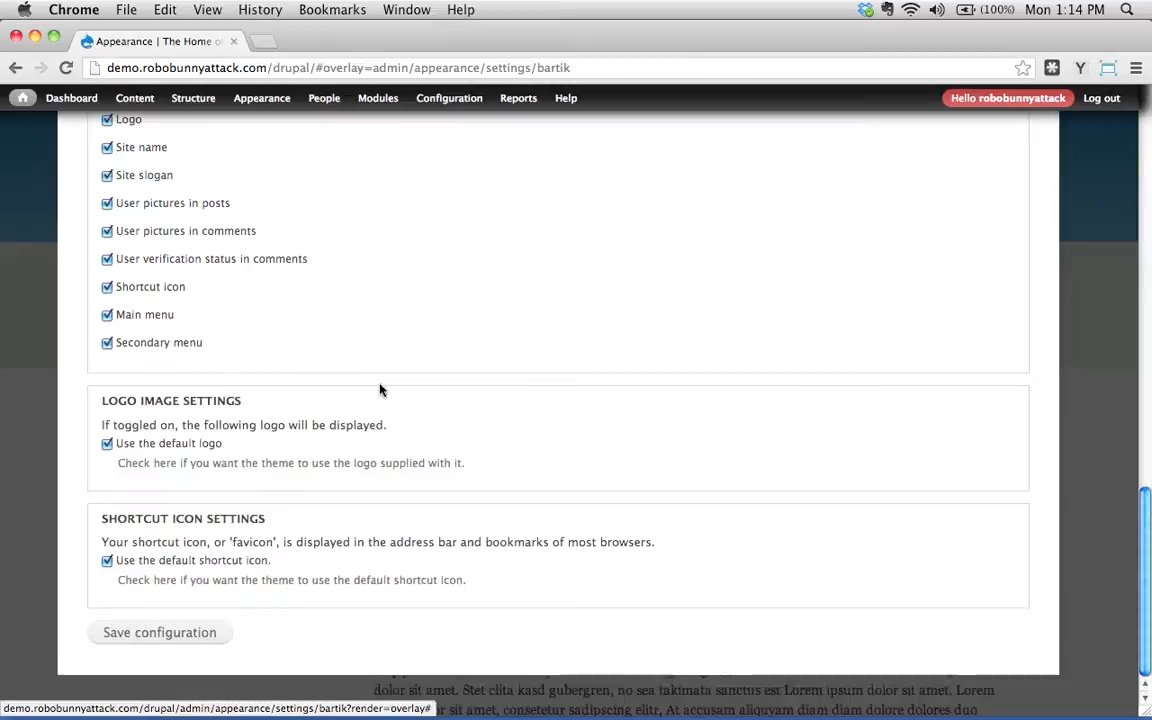 Chrome File Edit View History Bookmarks Window Help (100%) Mon 1:14 PM
Appearance | The Home o
demo.robobunnyattack.com/drupal/#overlay=admin/appearance/settings/bartik
Dashboard Content Structure Appearance People Modules Configuration Reports Help Hello robobunnyattack Log out
Logo
Site name
Site slogan
User pictures in posts
User pictures in comments
User verification status in comments
Shortcut icon
Main menu
Secondary menu
LOGO IMAGE SETTINGS
If toggled on, the following logo will be displayed.
Use the default logo
Check here if you want the theme to use the logo supplied with it.
SHORTCUT ICON SETTINGS
Your shortcut icon, or 'favicon', is displayed in the address bar and bookmarks of most browsers.
Use the default shortcut icon.
Check here if you want the theme to use the default shortcut icon.
Save configuration
dolor sit amet. Stet clita kasd gubergren, no sea takimata sanctus est Lorem ipsum dolor sit amet. Lorem
demo.robobunnyattack.com/drupal/admin/appearance/settings/bartik?render=overlay#
or sit amet, consetetur sadipscing elitr, At accusam aliquyam diam diam dolore dolores duo